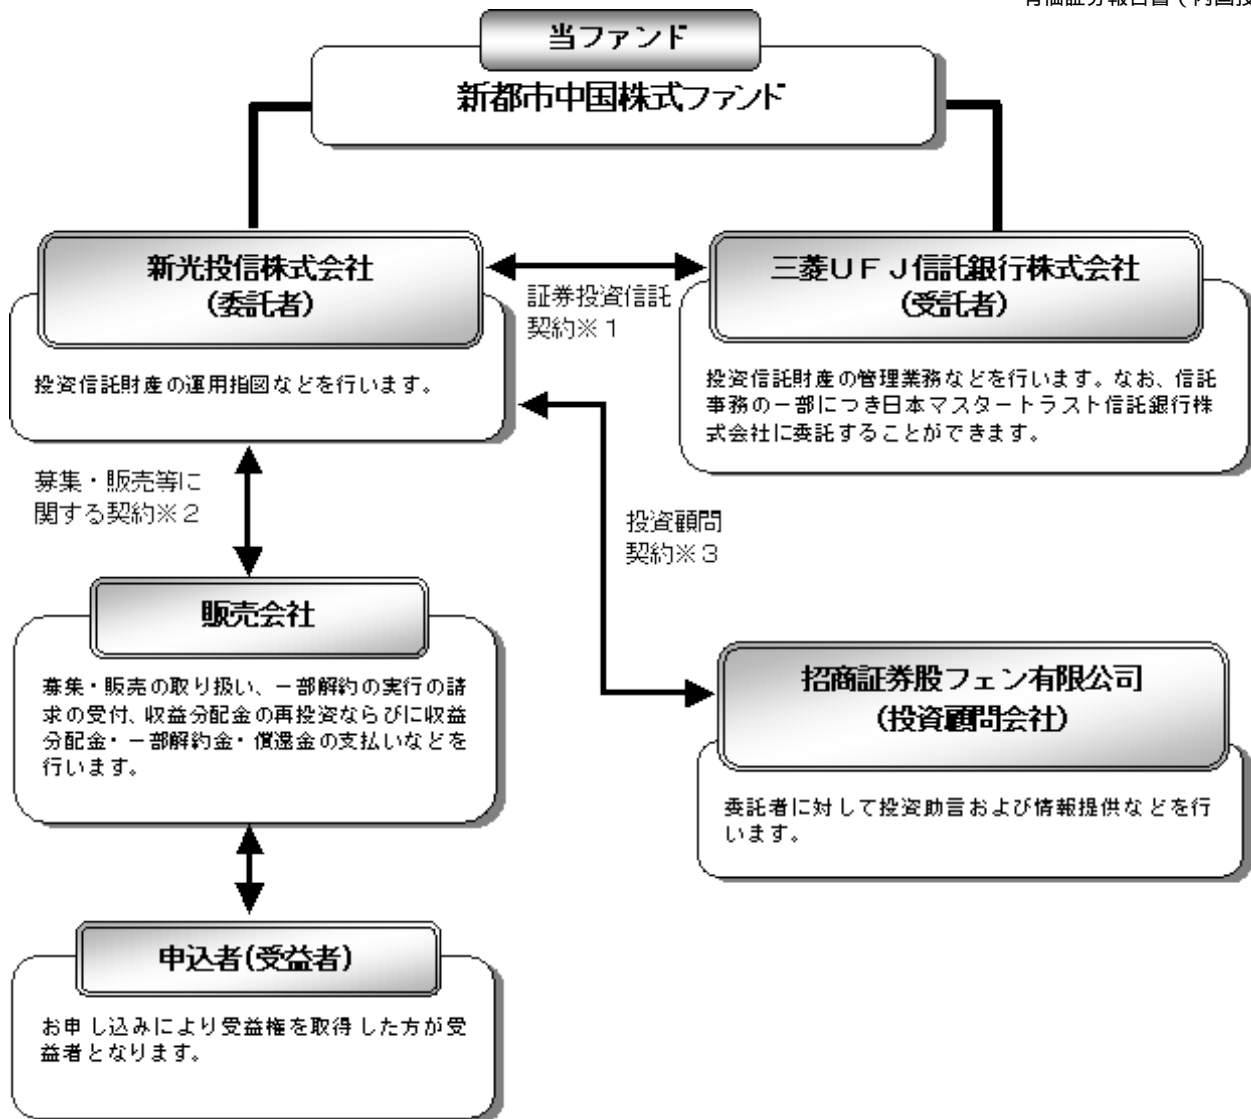 当ファンド
新都市中国株式ファンド
新光投信株式会社
(委託者)
投資信託財産の運用指図などを行います。
証券投資信託
契約※１
三菱ＵＦＪ信託銀行株式会社
(受託者)
投資信託財産の管理業務などを行います。なお、信託
事務の一部につき日本マスタートラスト信託銀行株
式会社に委託することができます。
募集・販売等に
関する契約※２
投資顧問
契約※３
販売会社
募集・販売の取り扱い、一部解約の実行の請
求の受付、収益分配金の再投資ならびに収益
分配金・一部解約金・償還金の支払いなどを
行います。
招商証券股フェン有限公司
(投資顧問会社)
委託者に対して投資助言および情報提供などを行
います。
申込者(受益者)
お申し込みにより受益権を取得した方が受
益者となります。